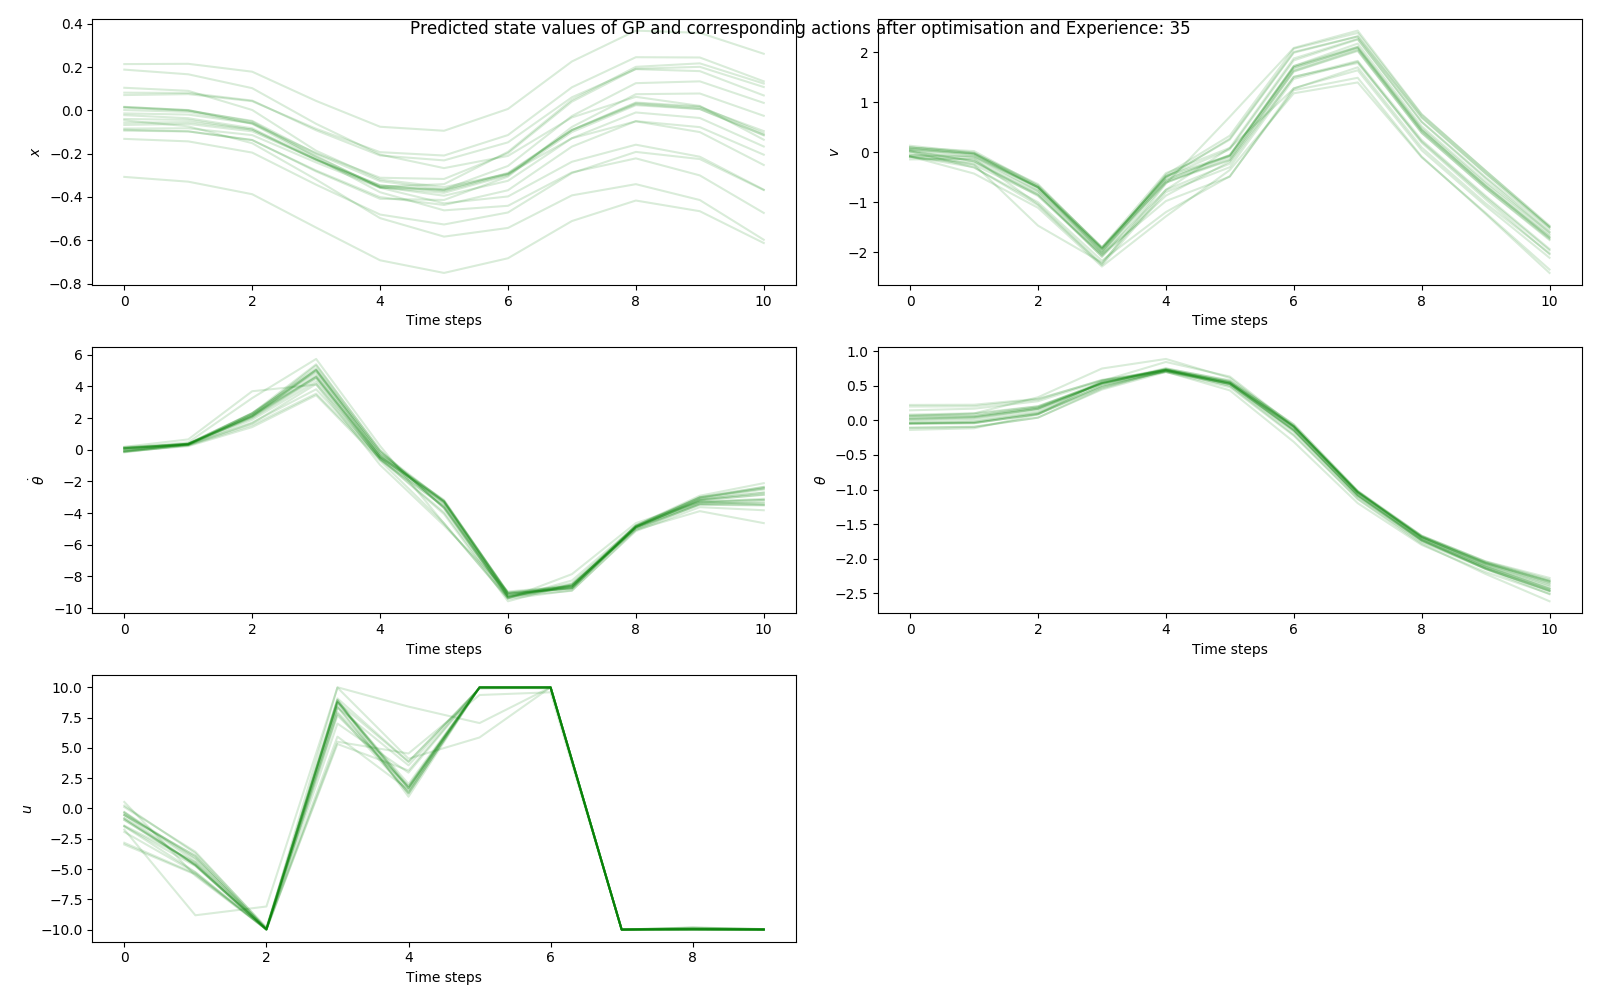 Predicted state values of GP and corresponding actions after optimisation and Experience: 35
0.4
0.2
0.0
−0.2
−0.4
−0.6
−0.8
x
0 2 4 6 8 10
Time steps
2
1
0
−1
−2
v
0 2 4 6 8 10
Time steps
6
4
2
0
−2
−4
−6
−8
−10
θ̇
0 2 4 6 8 10
Time steps
1.0
0.5
0.0
−0.5
−1.0
−1.5
−2.0
−2.5
θ
0 2 4 6 8 10
Time steps
10.0
7.5
5.0
2.5
0.0
−2.5
−5.0
−7.5
−10.0
u
0 2 4 6 8
Time steps